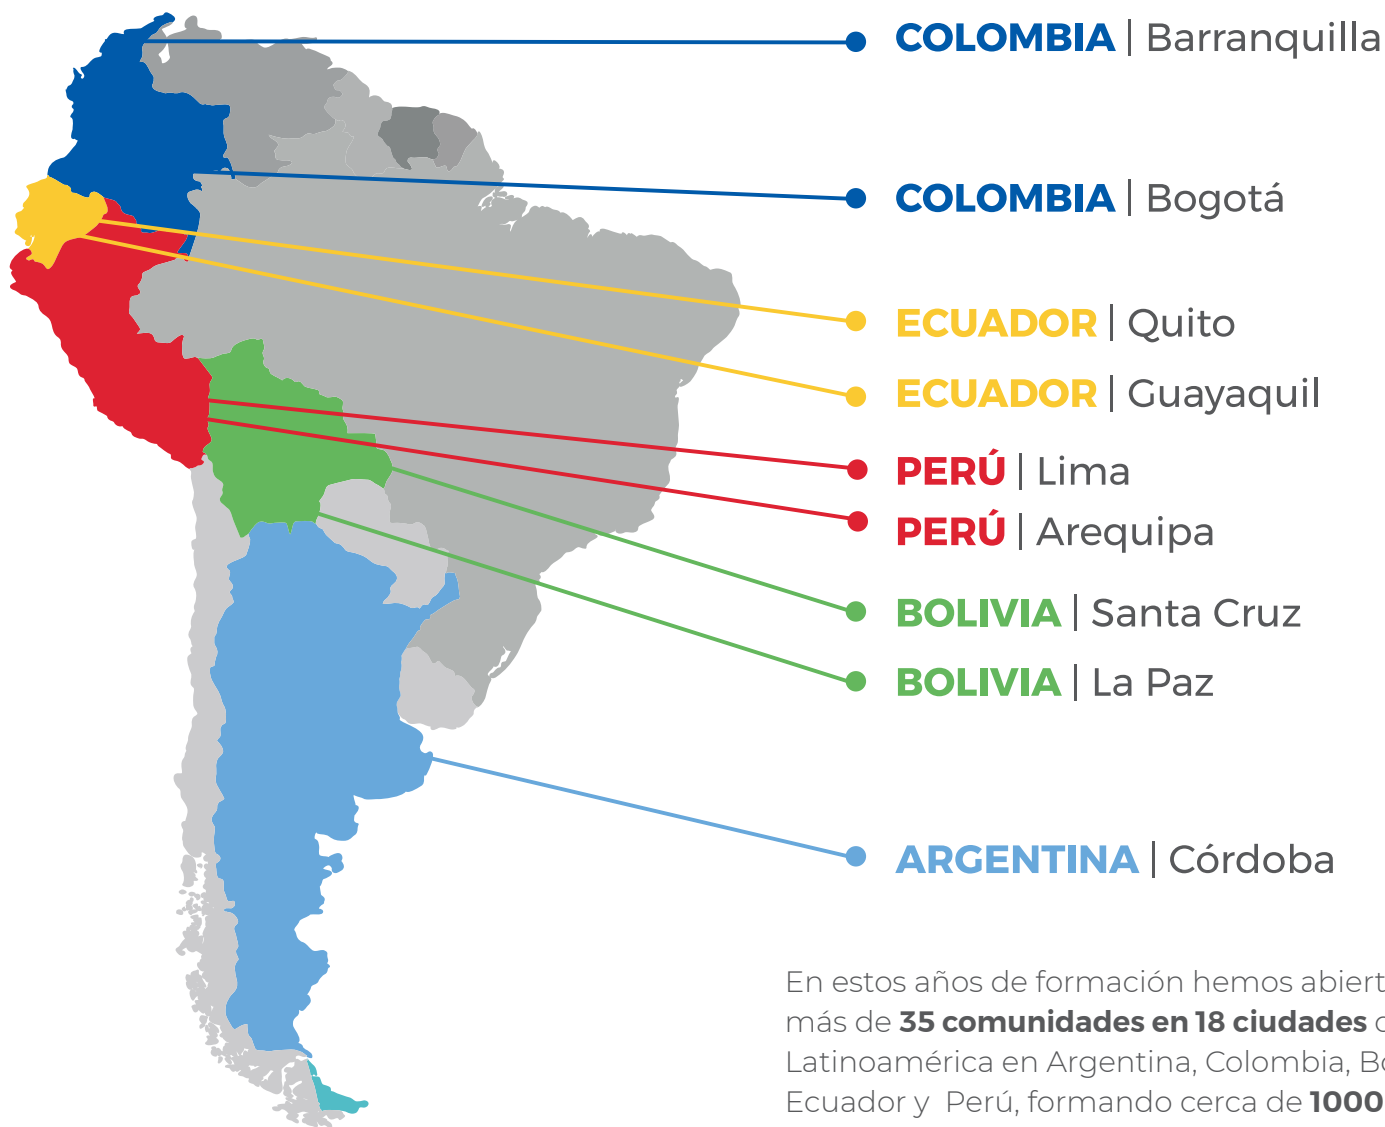 COLOMBIA | Barranquilla
COLOMBIA | Bogotá
ECUADOR | Quito
ECUADOR | Guayaquil
PERÚ | Lima
PERÚ | Arequipa
BOLIVIA | Santa Cruz
BOLIVIA | La Paz
ARGENTINA | Córdoba
En estos años de formación hemos
más de 35 comunidades en 18 ciudades
Latinoamérica en Argentina, Colombia,
Ecuador y Perú, formando cerca de 1000